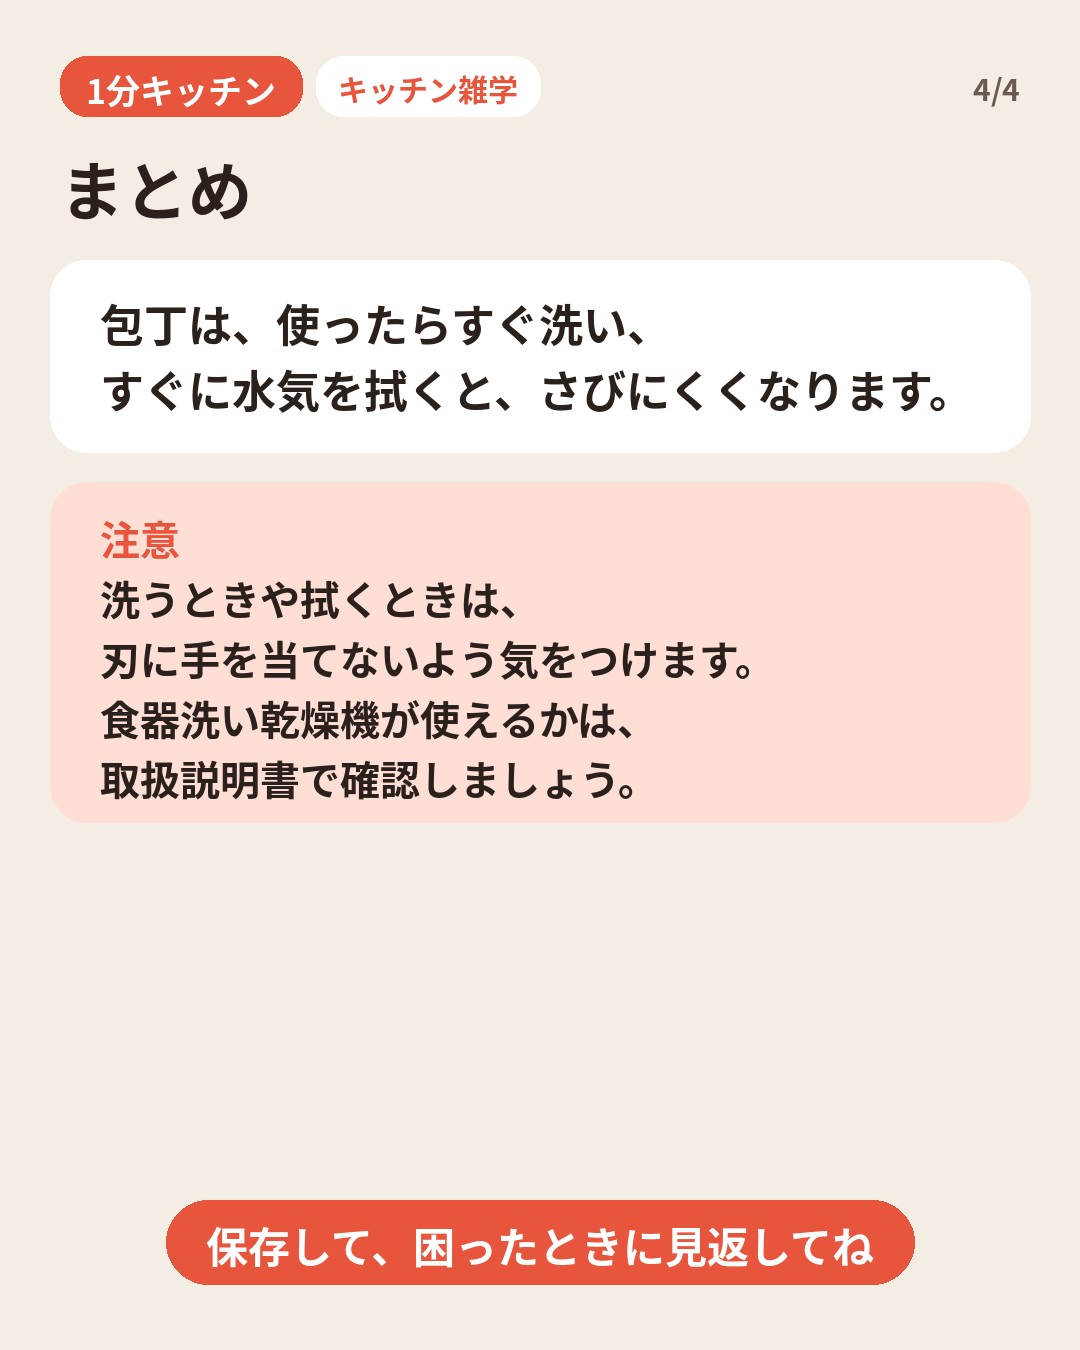 1分キッチン
キッチン雑学
4/4
まとめ
包丁は、使ったらすぐ洗い、
すぐに水気を拭くと、さびにくくなります。
注意
洗うときや拭くときは、
刃に手を当てないよう気をつけます。
食器洗い乾燥機が使えるかは、
取扱説明書で確認しましょう。
保存して、困ったときに見返してね